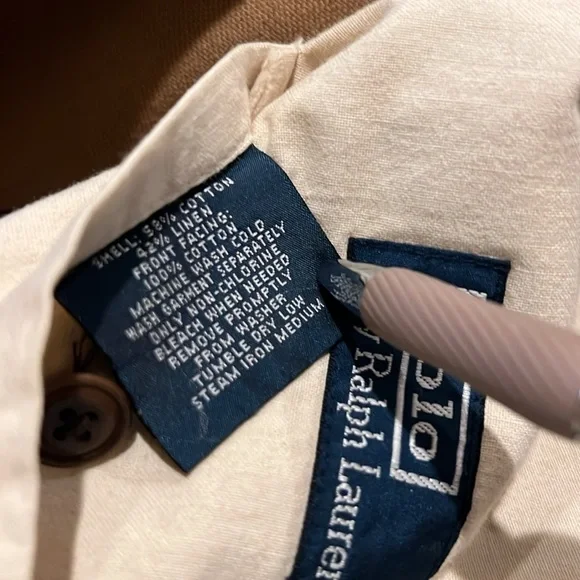 SHELL: 58% COTTON
42% LINEN
FRONT FACING:
100% COTTON
MACHINE WASH COLD
WASH GARMENT SEPARATELY
ONLY NON-CHLORINE
BLEACH WHEN NEEDED
REMOVE PROMPTLY
FROM WASHER
TUMBLE DRY LOW
STEAM IRON MEDIUM
olo
y Ralph Lauren